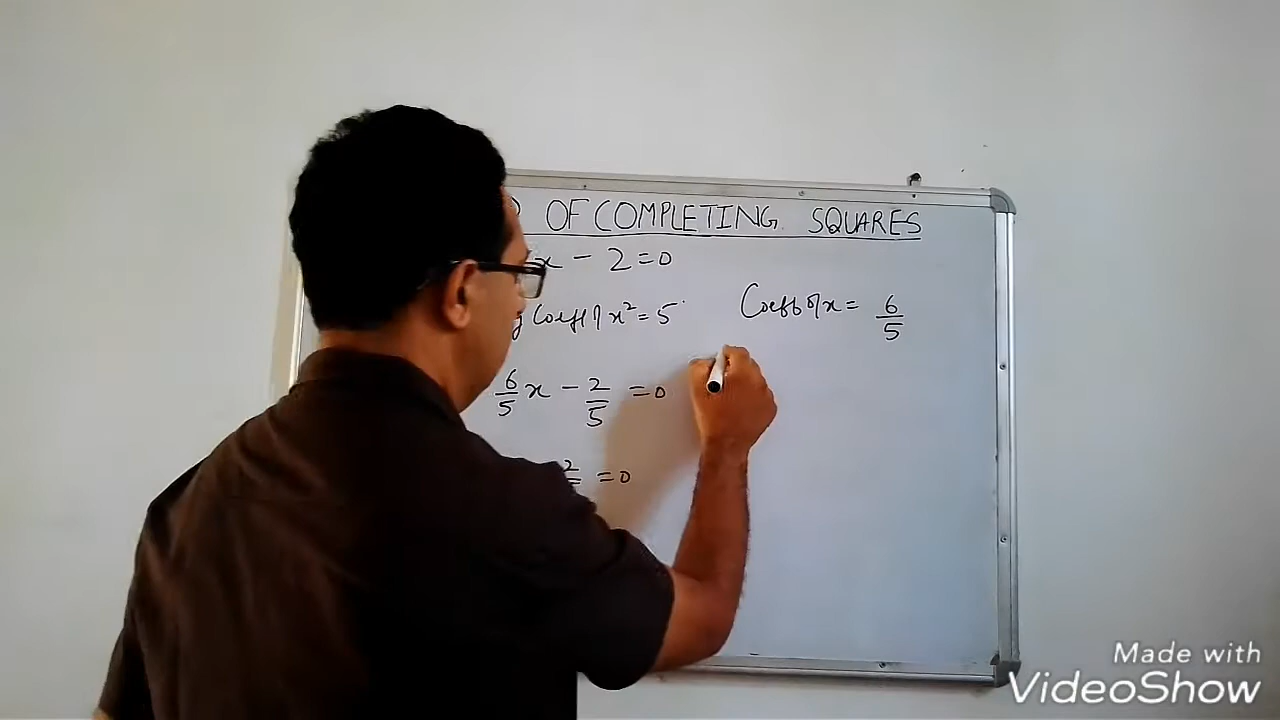 OF COMPLETING SQUARES
x - 2 = 0
Coeff of x² = 5
Coeff of x = 6/5
6/5 x - 2/5 = 0
2 = 0
Made with
VideoShow